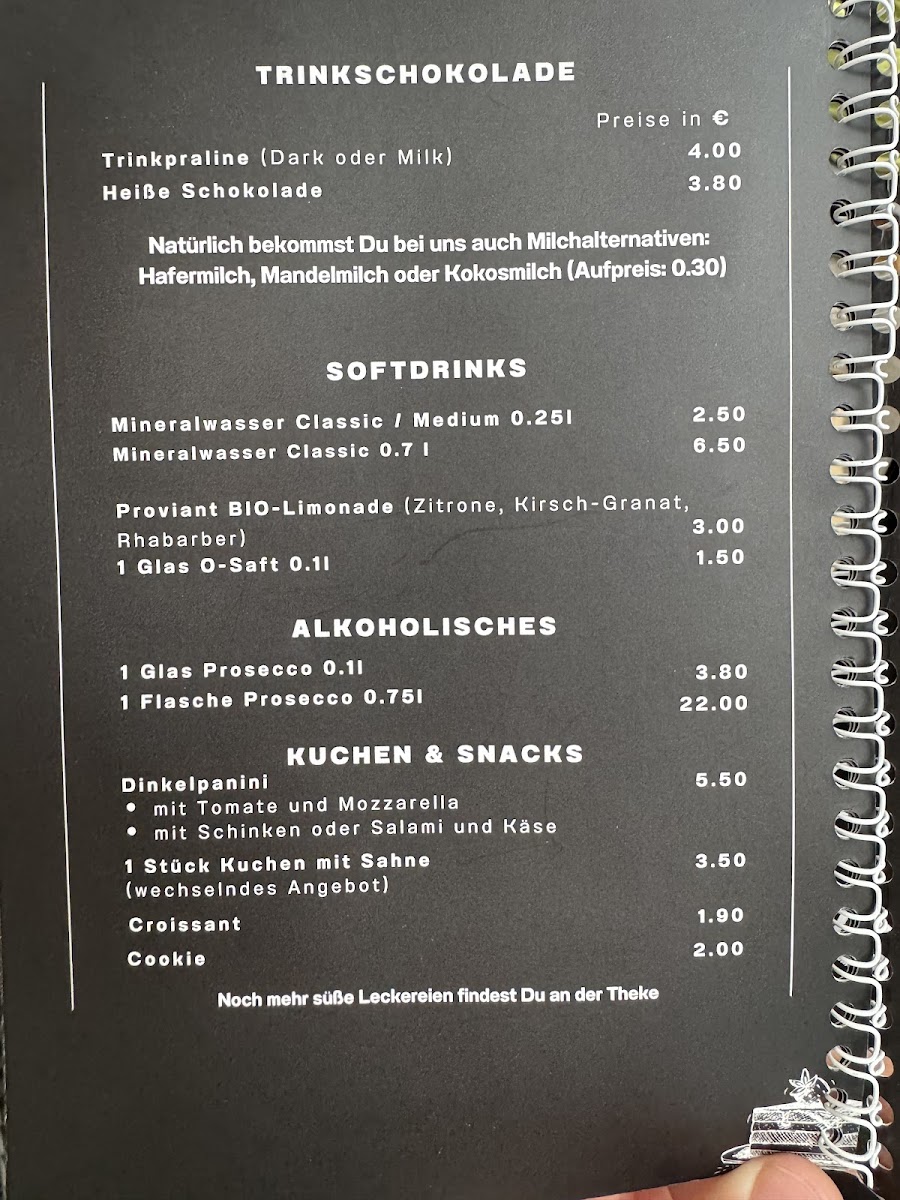 TRINKSCHOKOLADE
Preise in €
Trinkpraline (Dark oder Milk) 4.00
Heiße Schokolade 3.80
Natürlich bekommst Du bei uns auch Milchalternativen:
Hafermilch, Mandelmilch oder Kokosmilch (Aufpreis: 0.30)
SOFTDRINKS
Mineralwasser Classic / Medium 0.25l 2.50
Mineralwasser Classic 0.7 l 6.50
Proviant BIO-Limonade (Zitrone, Kirsch-Granat,
Rhabarber) 3.00
1 Glas O-Saft 0.1l 1.50
ALKOHOLISCHES
1 Glas Prosecco 0.1l 3.80
1 Flasche Prosecco 0.75l 22.00
KUCHEN & SNACKS
Dinkelpanini 5.50
• mit Tomate und Mozzarella
• mit Schinken oder Salami und Käse
1 Stück Kuchen mit Sahne 3.50
(wechselndes Angebot)
Croissant 1.90
Cookie 2.00
Noch mehr süße Leckereien findest Du an der Theke